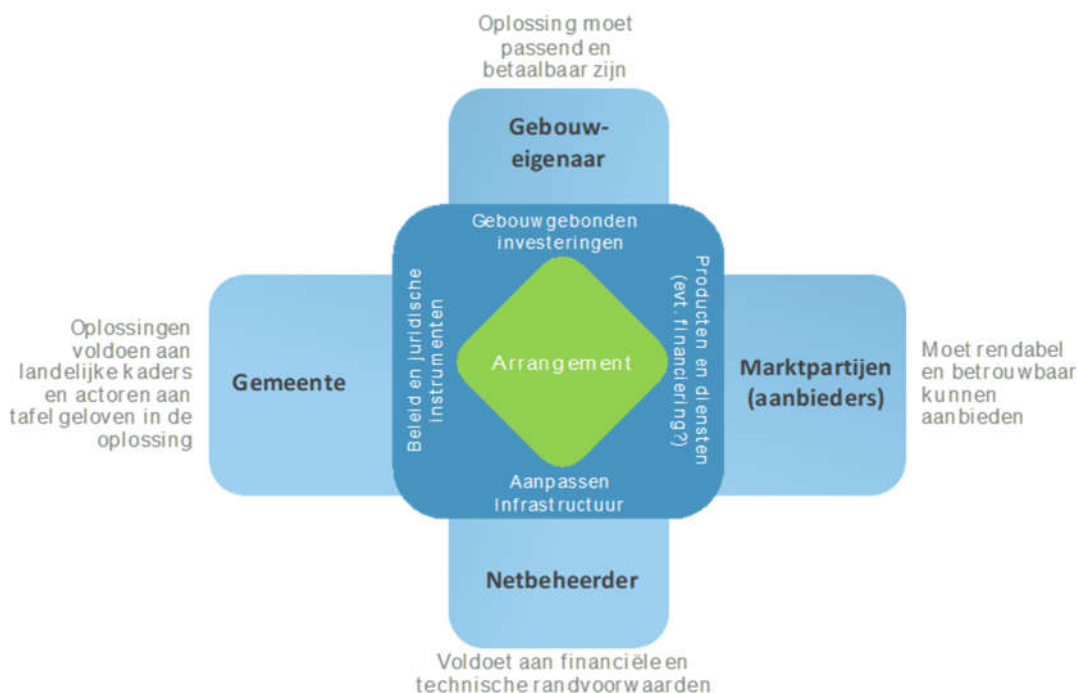 Oplossing moet
passend en
betaalbaar zijn
Gebouw-
eigenaar
Gebouwgebonden
investeringen
Oplossingen
voldoen aan
landelijke kaders
en actoren aan
tafel geloven in de
oplossing
Gemeente
Beleid en juridische
instrumenten
Arrangement
Producten en diensten
(evt. financiering?)
Marktpartijen
(aanbieders)
Moet rendabel
en betrouwbaar
kunnen
aanbieden
Aanpassen
Infrastructuur
Netbeheerder
Voldoet aan financiële en
technische randvoorwaarden